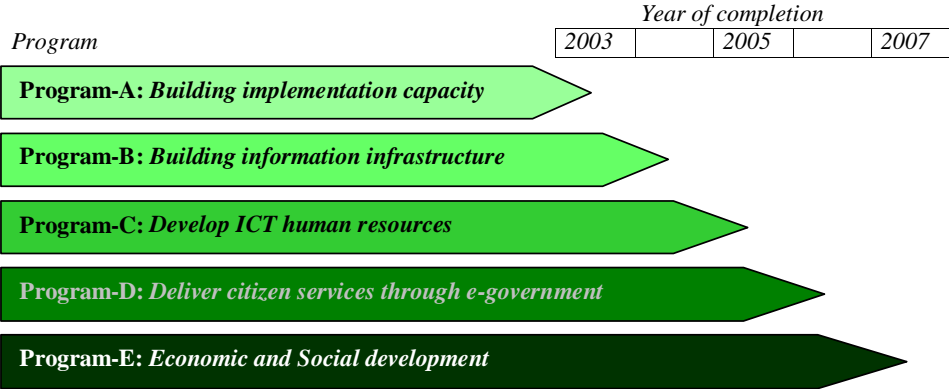 Year of completion
Program
2003 2005 2007
Program-A: Building implementation capacity
Program-B: Building information infrastructure
Program-C: Develop ICT human resources
Program-D: Deliver citizen services through e-government
Program-E: Economic and Social development